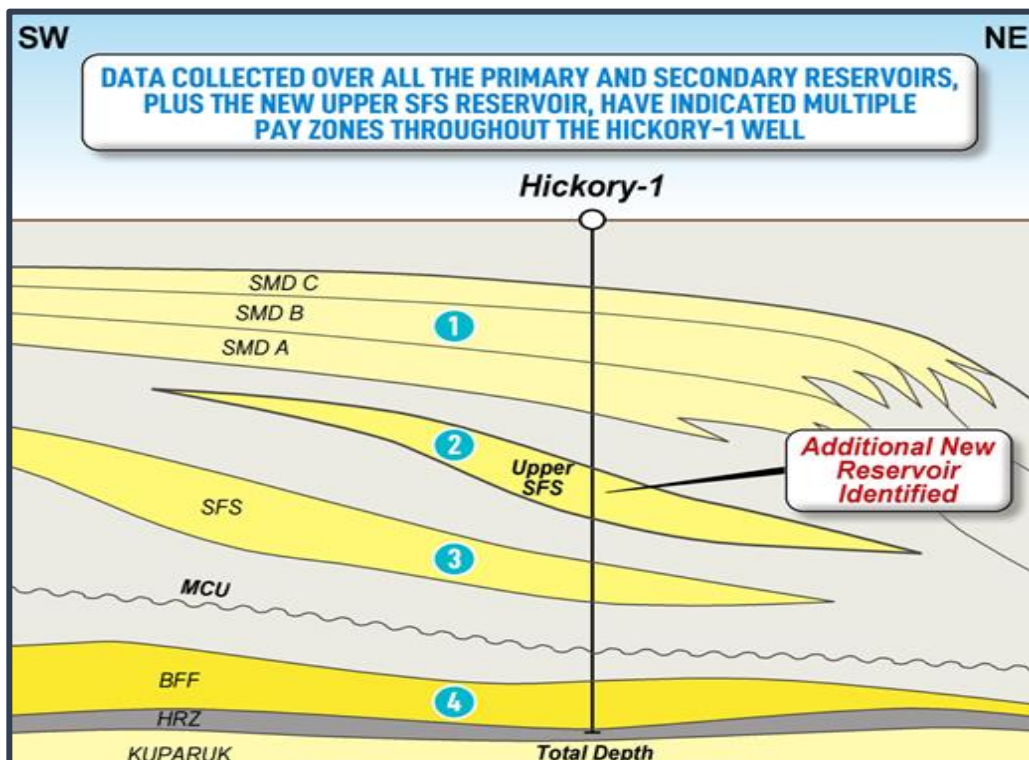 SW
NE
DATA COLLECTED OVER ALL THE PRIMARY AND SECONDARY RESERVOIRS,
PLUS THE NEW UPPER SFS RESERVOIR, HAVE INDICATED MULTIPLE
PAY ZONES THROUGHOUT THE HICKORY-1 WELL
Hickory-1
SMD C
SMD B
1
SMD A
2
Upper
SFS
Additional New
Reservoir
Identified
SFS
3
MCU
BFF
4
HRZ
KUPARUK
Total Depth